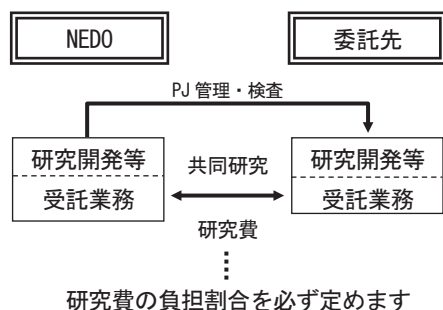 NEDO
委託先
PJ 管理・検査
研究開発等
受託業務
共同研究
研究費
研究開発等
受託業務
研究費の負担割合を必ず定めます